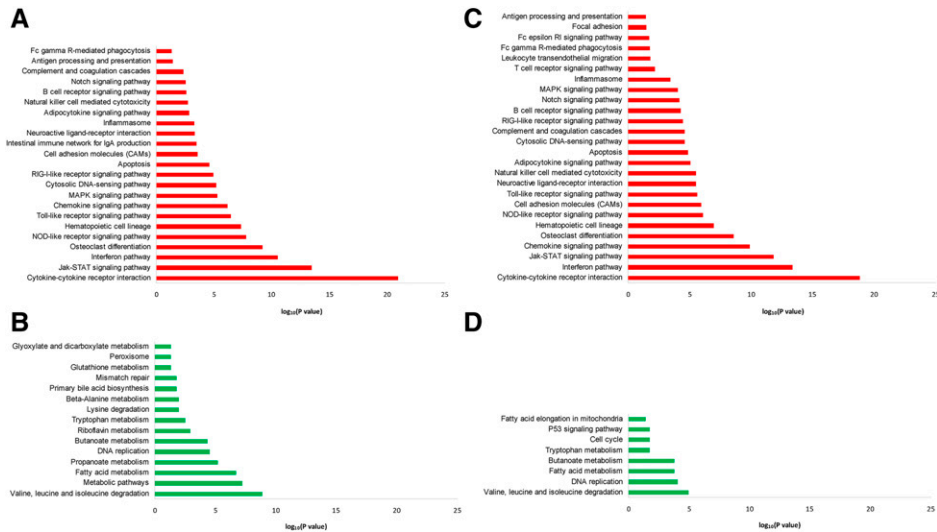 A
Fc gamma R-mediated phagocytosis
Antigen processing and presentation
Complement and coagulation cascades
Notch signaling pathway
B cell receptor signaling pathway
Natural killer cell mediated cytotoxicity
Adipocytokine signaling pathway
Inflammasome
Neuroactive ligand-receptor interaction
Intestinal immune network for IgA production
Cell adhesion molecules (CAMs)
Apoptosis
RIG-I-like receptor signaling pathway
Cytosolic DNA-sensing pathway
MAPK signaling pathway
Chemokine signaling pathway
Toll-like receptor signaling pathway
Hematopoietic cell lineage
NOD-like receptor signaling pathway
Osteoclast differentiation
Interferon pathway
Jak-STAT signaling pathway
Cytokine-cytokine receptor interaction
0 5 10 15 20 25
log10(P value)
B
Glyoxylate and dicarboxylate metabolism
Peroxisome
Glutathione metabolism
Mismatch repair
Primary bile acid biosynthesis
Beta-Alanine metabolism
Lysine degradation
Tryptophan metabolism
Riboflavin metabolism
Butanoate metabolism
DNA replication
Propanoate metabolism
Fatty acid metabolism
Metabolic pathways
Valine, leucine and isoleucine degradation
0 5 10 15 20 25
log10(P value)
C
Antigen processing and presentation
Focal adhesion
Fc epsilon RI signaling pathway
Fc gamma R-mediated phagocytosis
Leukocyte transendothelial migration
T cell receptor signaling pathway
Inflammasome
MAPK signaling pathway
Notch signaling pathway
B cell receptor signaling pathway
RIG-I-like receptor signaling pathway
Complement and coagulation cascades
Cytosolic DNA-sensing pathway
Apoptosis
Adipocytokine signaling pathway
Natural killer cell mediated cytotoxicity
Neuroactive ligand-receptor interaction
Toll-like receptor signaling pathway
Cell adhesion molecules (CAMs)
NOD-like receptor signaling pathway
Hematopoietic cell lineage
Osteoclast differentiation
Chemokine signaling pathway
Jak-STAT signaling pathway
Interferon pathway
Cytokine-cytokine receptor interaction
0 5 10 15 20 25
log10(P value)
D
Fatty acid elongation in mitochondria
P53 signaling pathway
Cell cycle
Tryptophan metabolism
Butanoate metabolism
Fatty acid metabolism
DNA replication
Valine, leucine and isoleucine degradation
0 5 10 15 20 25
log10(P value)